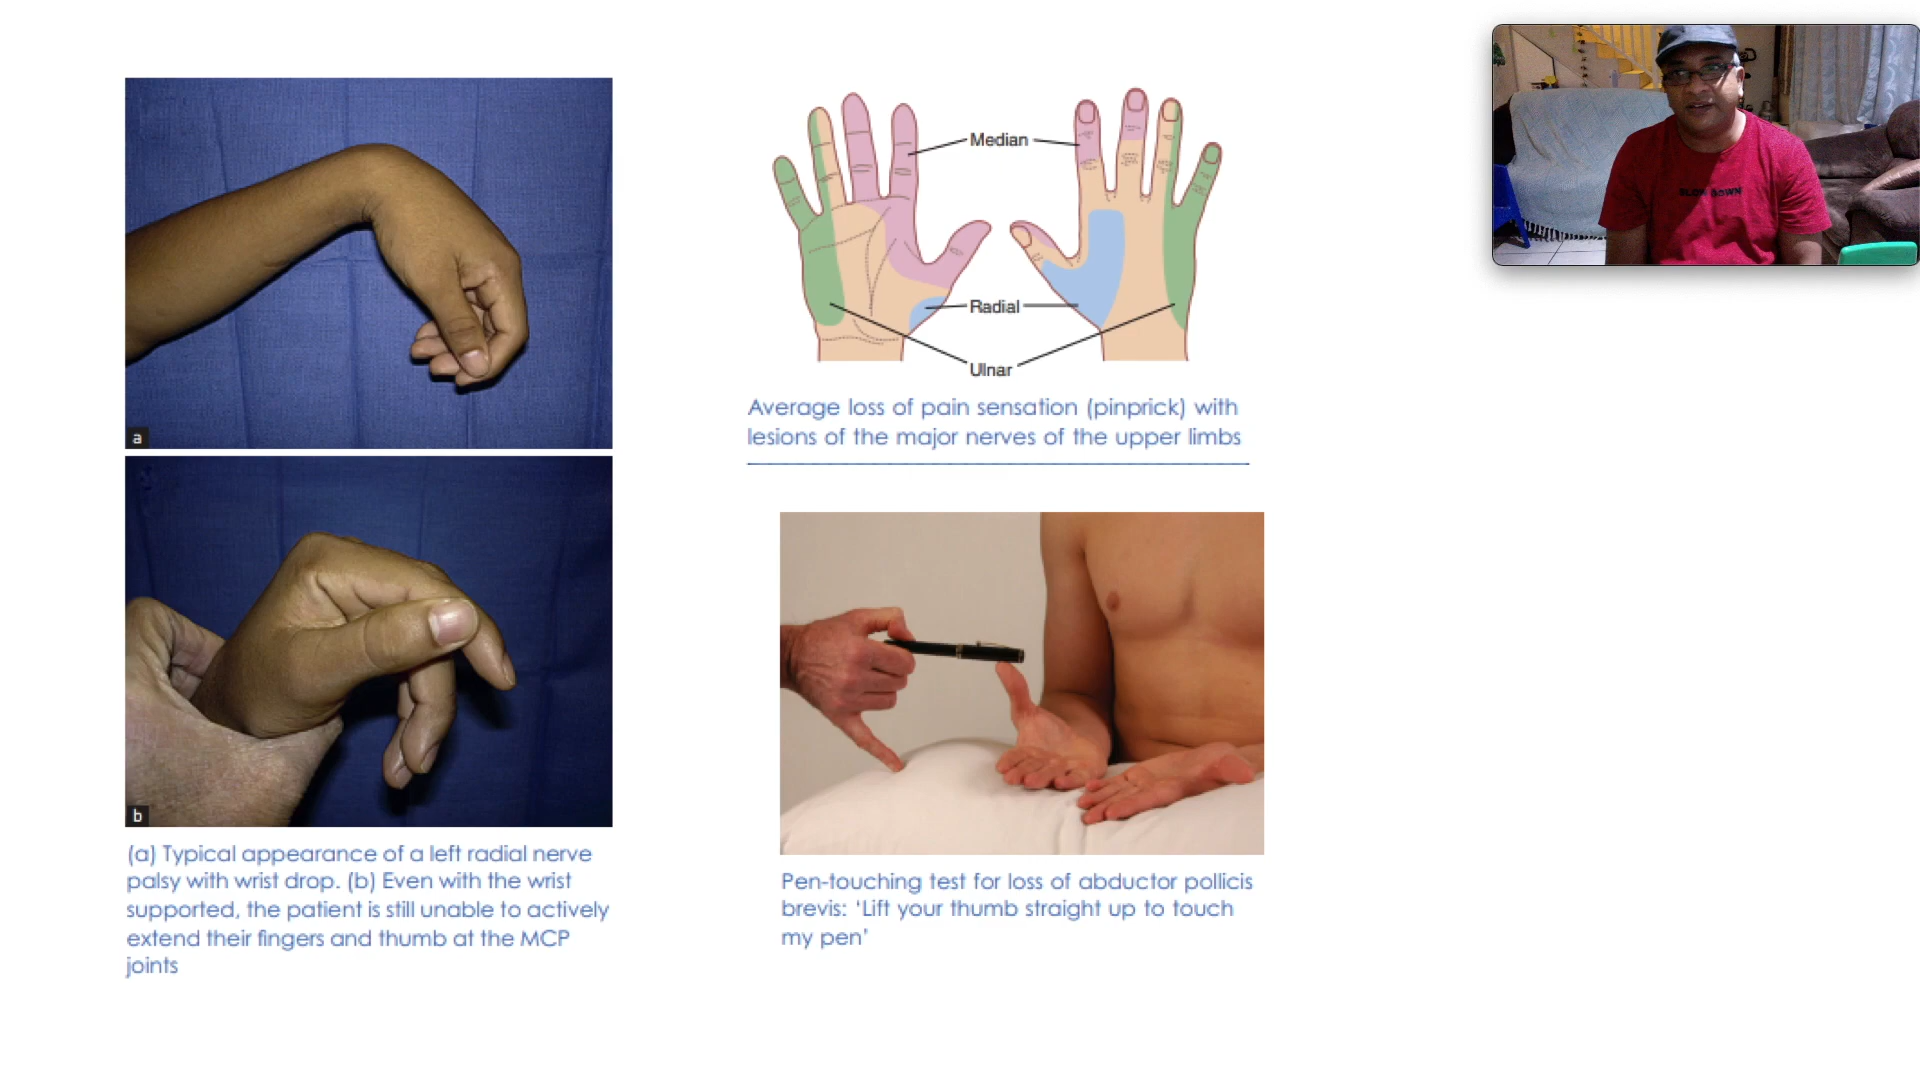 a
b
(a) Typical appearance of a left radial nerve
palsy with wrist drop. (b) Even with the wrist
supported, the patient is still unable to actively
extend their fingers and thumb at the MCP
joints
Median
Radial
Ulnar
Average loss of pain sensation (pinprick) with
lesions of the major nerves of the upper limbs
Pen-touching test for loss of abductor pollicis
brevis: ‘Lift your thumb straight up to touch
my pen’
SLOW DOWN